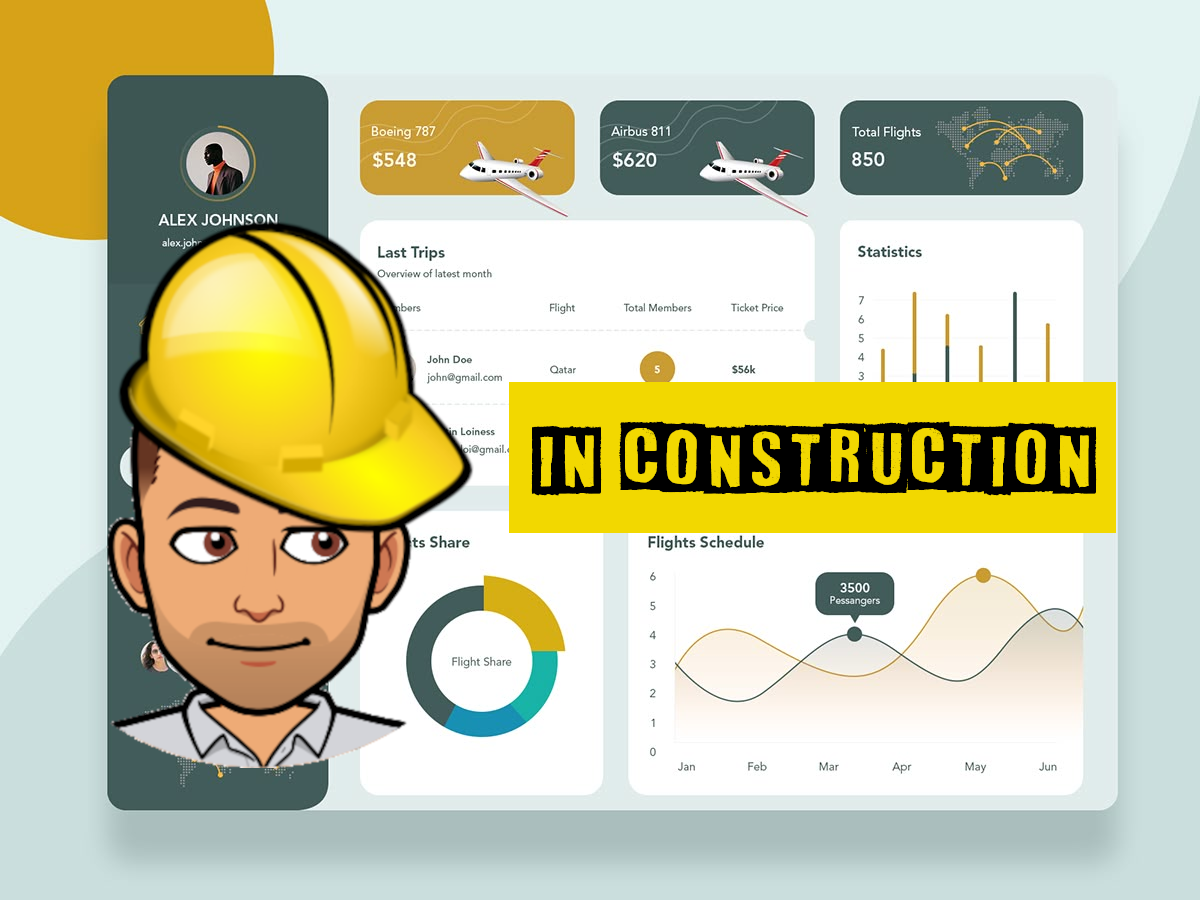 ALEX JOHNSON
Boeing 787
$548
Airbus 811
$620
Total Flights
850
Last Trips
Overview of latest month
Flight
Total Members
Ticket Price
John Doe
john@gmail.com
Qatar
5
$56k
Loiness
Statistics
7
6
5
4
3
IN CONSTRUCTION
Share
Flight Share
Flights Schedule
6
5
4
3
2
1
0
3500
Pessangers
Jan
Feb
Mar
Apr
May
Jun